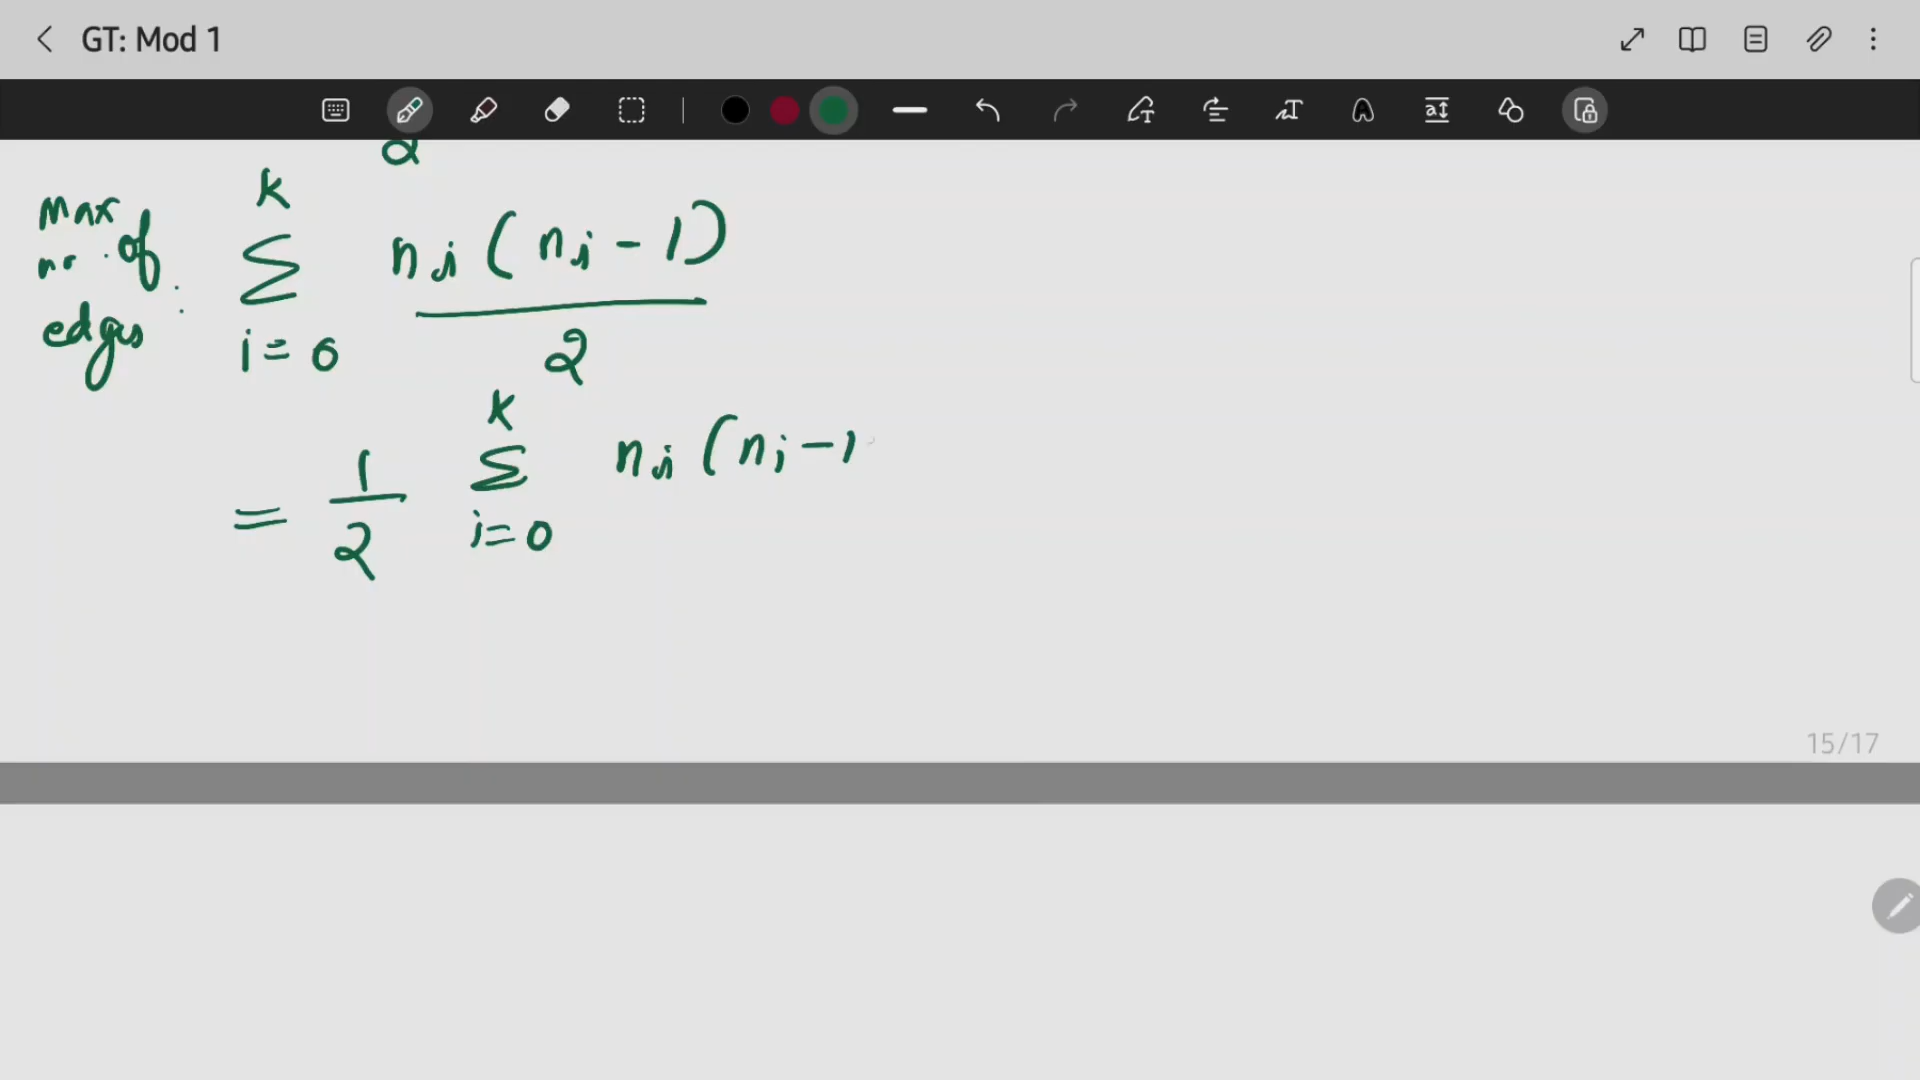 GT: Mod 1
2
Max nr. of edges : k Σ i=0 ni(ni-1) / 2
= 1/2 k Σ i=0 ni(ni-1
15/17